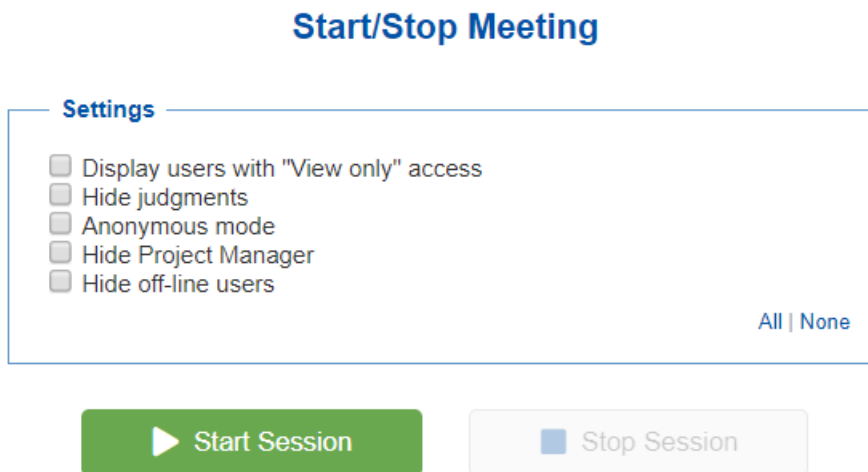 Start/Stop Meeting
Settings
Display users with "View only" access
Hide judgments
Anonymous mode
Hide Project Manager
Hide off-line users
All | None
Start Session
Stop Session